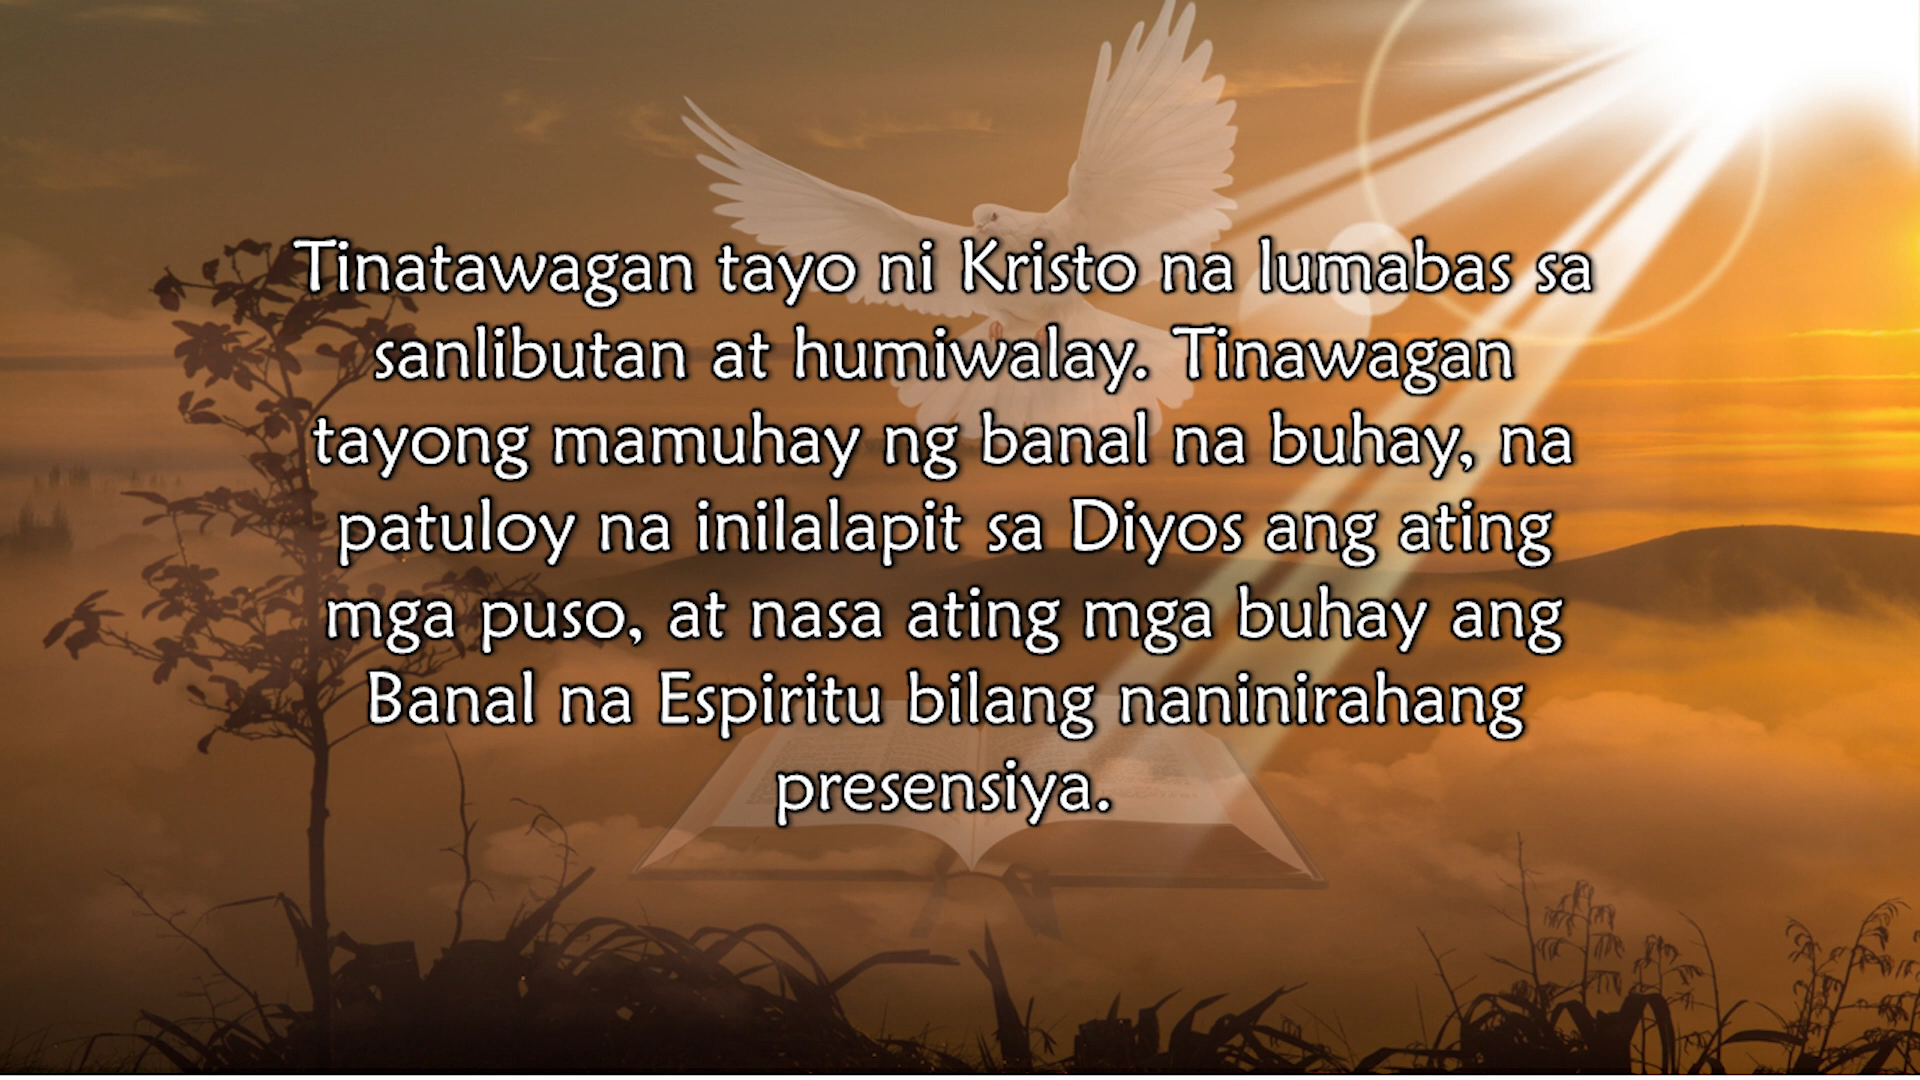 Tinatawagan tayo ni Kristo na lumabas sa
sanlibutan at humiwalay. Tinawagan
tayong mamuhay ng banal na buhay, na
patuloy na inilalapit sa Diyos ang ating
mga puso, at nasa ating mga buhay ang
Banal na Espiritu bilang naninirahang
presensiya.